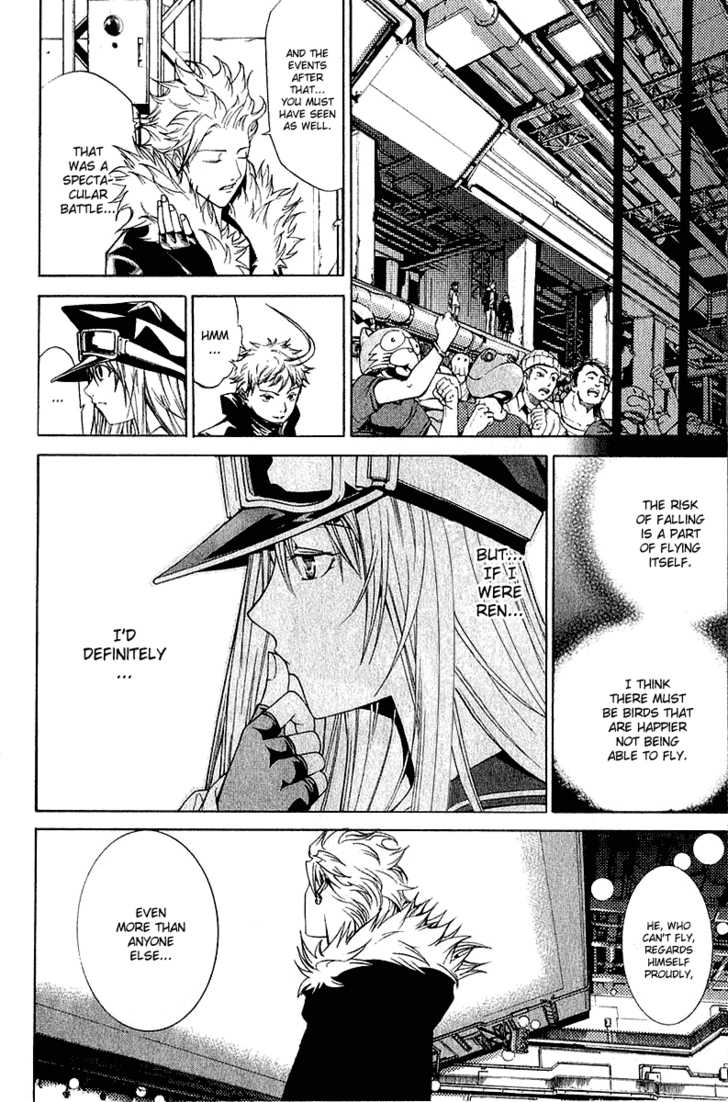 AND THE
EVENTS
AFTER
THAT...
YOU MUST
HAVE SEEN
AS WELL.
THAT
WAS A
SPECTA-
CULAR
BATTLE...
HMM
...
...
THE RISK
OF FALLING
IS A PART
OF FLYING
ITSELF.
I THINK
THERE MUST
BE BIRDS THAT
ARE HAPPIER
NOT BEING
ABLE TO FLY.
BUT...
IF I
WERE
REN...
I'D
DEFINITELY
...
HE, WHO
CAN'T FLY,
REGARDS
HIMSELF
PROUDLY,
EVEN
MORE THAN
ANYONE
ELSE...